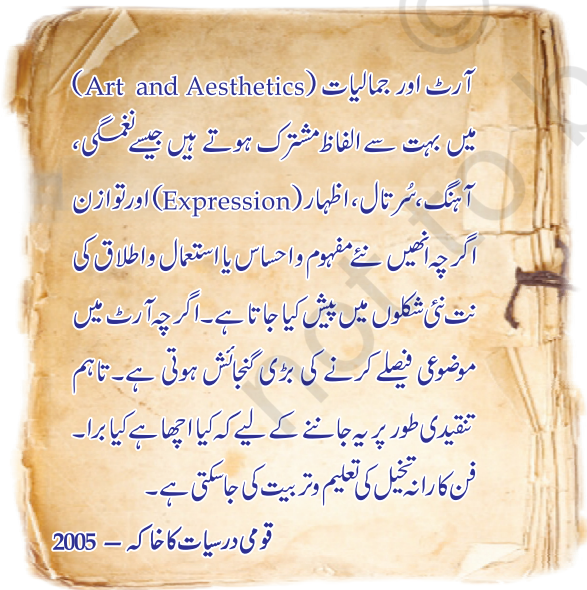 آرٹ اور جمالیات (Art and Aesthetics)
میں بہت سے الفاظ مشترک ہوتے ہیں جیسے نغمگی،
آہنگ، سُر تال، اظہار (Expression) اور توازن
اگرچہ انھیں نئے مفہوم و احساس یا استعمال و اطلاق کی
نت نئی شکلوں میں پیش کیا جاتا ہے۔ اگرچہ آرٹ میں
موضوعی فیصلے کرنے کی بڑی گنجائش ہوتی ہے۔ تاہم
تنقیدی طور پر یہ جاننے کے لیے کہ کیا اچھا ہے کیا برا۔
فن کارانہ تخیل کی تعلیم و تربیت کی جاسکتی ہے۔
قومی درسیات کا خاکہ – 2005
© not to b